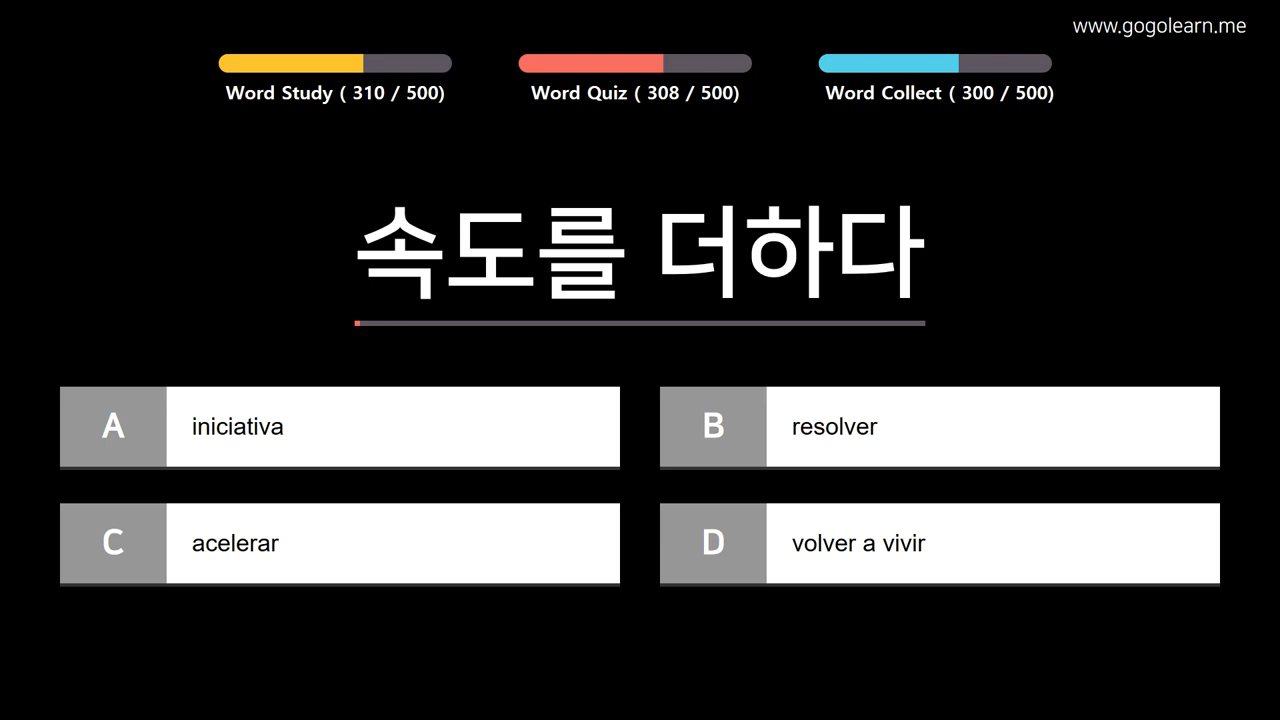 www.gogolearn.me
Word Study ( 310 / 500)
Word Quiz ( 308 / 500)
Word Collect ( 300 / 500)
속도를 더하다
A iniciativa
B resolver
C acelerar
D volver a vivir